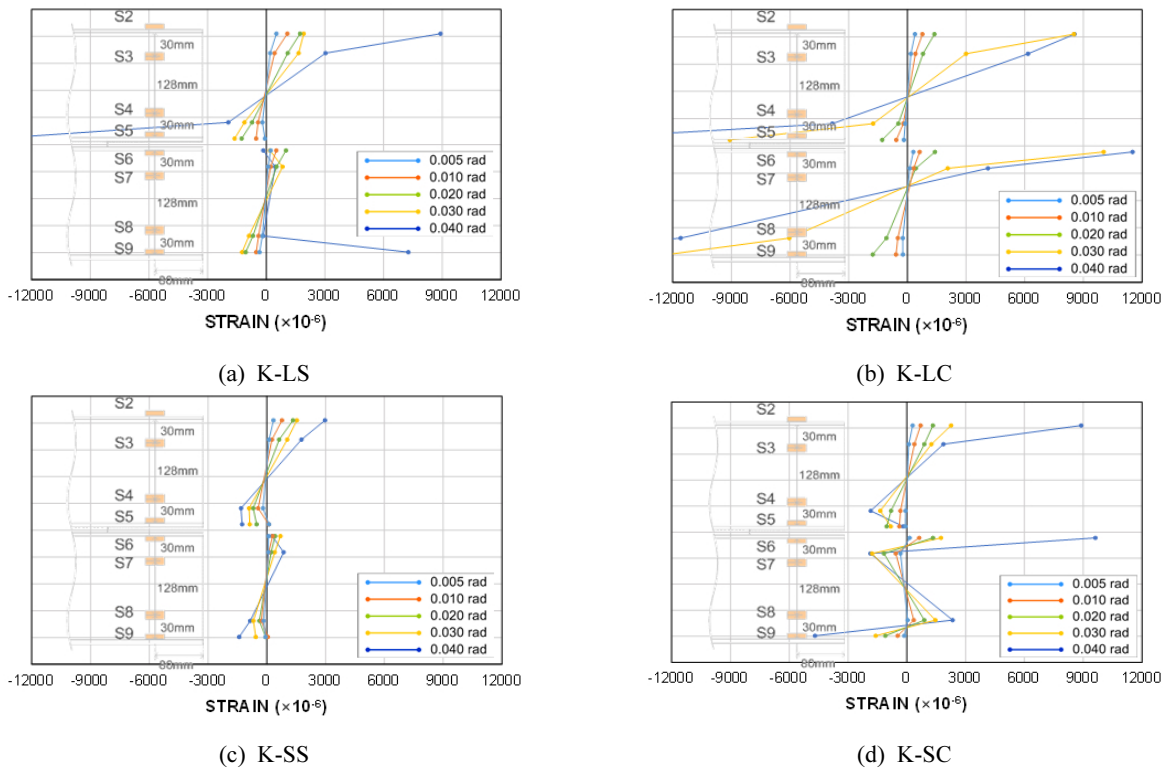 S2
30mm
S3
128mm
S4
30mm
S5
S6
30mm
S7
128mm
S8
30mm
S9
80mm
0.005 rad
0.010 rad
0.020 rad
0.030 rad
0.040 rad
-12000 -9000 -6000 -3000 0 3000 6000 9000 12000
STRAIN (×10⁻⁶)
(a) K-LS
S2
30mm
S3
128mm
S4
30mm
S5
S6
30mm
S7
128mm
S8
30mm
S9
80mm
0.005 rad
0.010 rad
0.020 rad
0.030 rad
0.040 rad
-12000 -9000 -6000 -3000 0 3000 6000 9000 12000
STRAIN (×10⁻⁶)
(b) K-LC
S2
30mm
S3
128mm
S4
30mm
S5
S6
30mm
S7
128mm
S8
30mm
S9
80mm
0.005 rad
0.010 rad
0.020 rad
0.030 rad
0.040 rad
-12000 -9000 -6000 -3000 0 3000 6000 9000 12000
STRAIN (×10⁻⁶)
(c) K-SS
S2
30mm
S3
128mm
S4
30mm
S5
S6
30mm
S7
128mm
S8
30mm
S9
80mm
0.005 rad
0.010 rad
0.020 rad
0.030 rad
0.040 rad
-12000 -9000 -6000 -3000 0 3000 6000 9000 12000
STRAIN (×10⁻⁶)
(d) K-SC